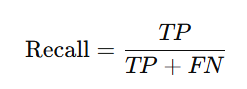 Recall = TP / TP + FN